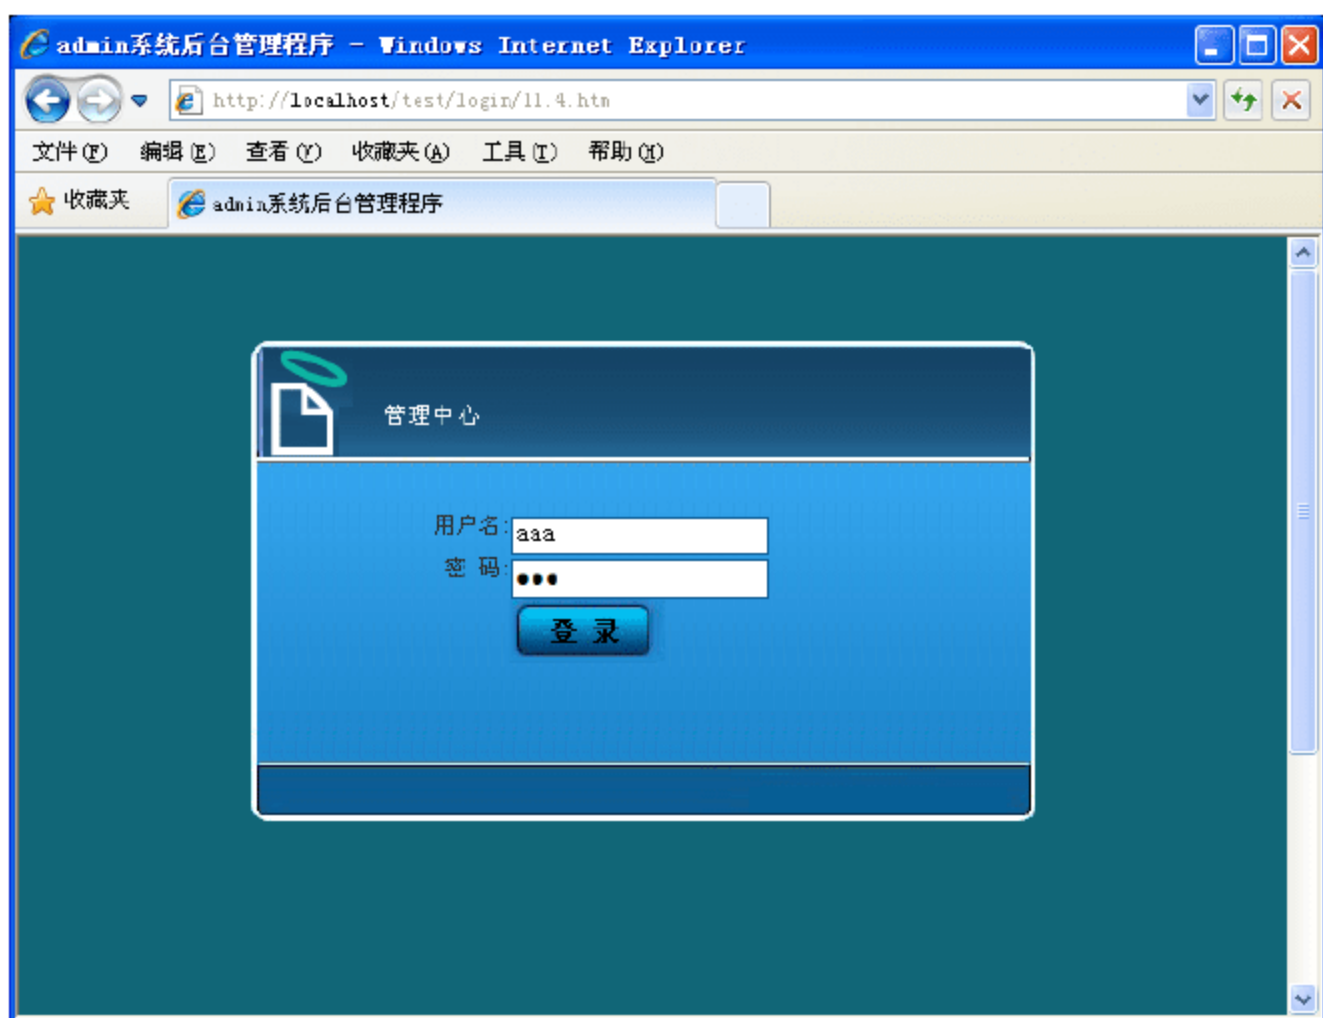 admin系统后台管理程序 - Windows Internet Explorer
http://localhost/test/login/11.4.htm
文件(F) 编辑(E) 查看(V) 收藏夹(A) 工具(T) 帮助(H)
收藏夹 admin系统后台管理程序
管理中心
用户名: aaa
密 码: ●●●
登 录